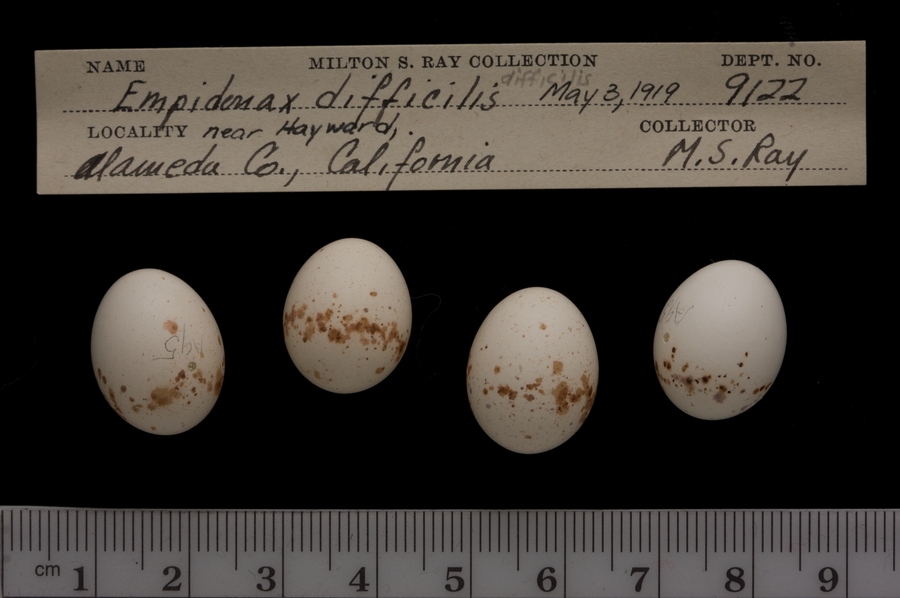 NAME MILTON S. RAY COLLECTION DEPT. NO.
Empidonax difficilis difficilis May 3, 1919 9122
LOCALITY near Hayward, . COLLECTOR
Alameda Co., California M. S. Ray
cm 1 2 3 4 5 6 7 8 9